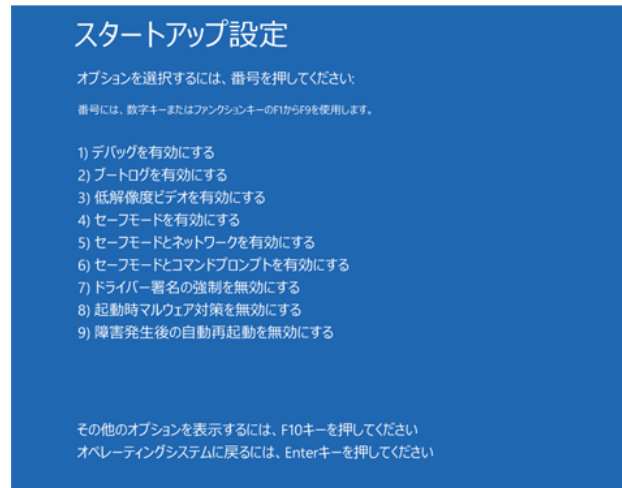 スタートアップ設定
オプションを選択するには、番号を押してください:
番号には、数字キーまたはファンクションキーのF1からF9を使用します。
1) デバッグを有効にする
2) ブートログを有効にする
3) 低解像度ビデオを有効にする
4) セーフモードを有効にする
5) セーフモードとネットワークを有効にする
6) セーフモードとコマンドプロンプトを有効にする
7) ドライバー署名の強制を無効にする
8) 起動時マルウェア対策を無効にする
9) 障害発生後の自動再起動を無効にする
その他のオプションを表示するには、F10キーを押してください
オペレーティングシステムに戻るには、Enterキーを押してください